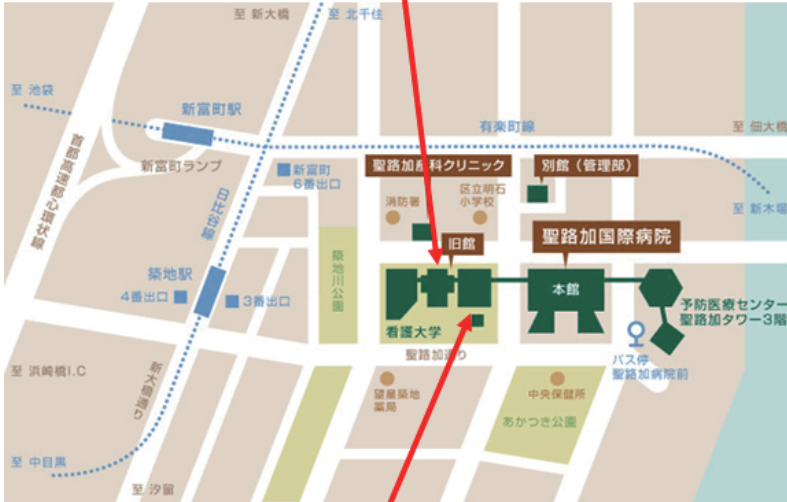 至 新大橋
至 北千住
至 池袋
新富町駅
有楽町線
至 佃大橋
首都高速都心環状線
新富町ランプ
新富町
6番出口
聖路加産科クリニック
別館（管理部）
消防署
区立明石
小学校
日比谷線
至 新木場
旧館
聖路加国際病院
築地川公園
築地駅
4番出口
3番出口
本館
予防医療センター
聖路加タワー3階
看護大学
聖路加通り
バス停
聖路加病院前
至 浜崎橋I.C
新大橋通り
望星築地
薬局
中央保健所
あかつき公園
至 中目黒
至 汐留